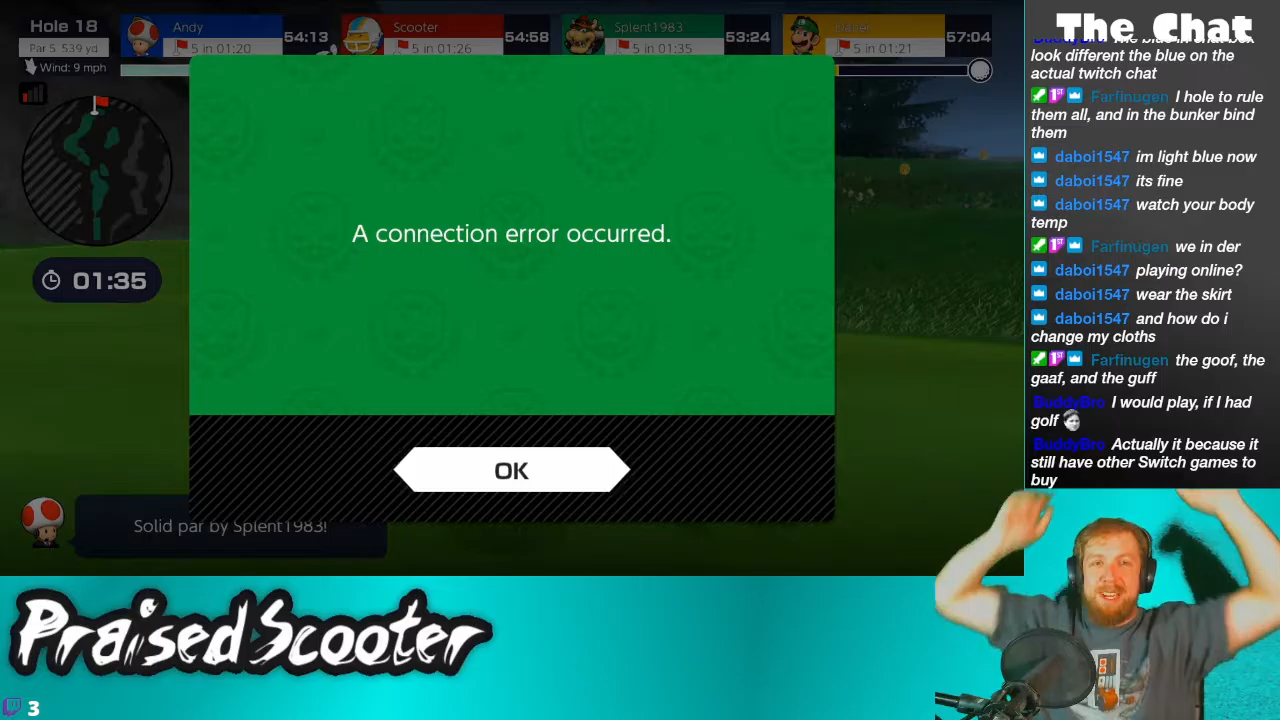 Hole 18
Par 5 539 yd
Wind: 9 mph
Andy
5 in 01:20
54:13
Scooter
5 in 01:26
54:58
Splent1983
5 in 01:35
53:24
5 in 01:21
57:04
01:35
A connection error occurred.
OK
Solid par by Splent1983!
The Chat
look different the blue on the
actual twitch chat
Farfinugen I hole to rule
them all, and in the bunker bind
them
daboi1547 im light blue now
daboi1547 its fine
daboi1547 watch your body
temp
Farfinugen we in der
daboi1547 playing online?
daboi1547 wear the skirt
daboi1547 and how do i
change my cloths
Farfinugen the goof, the
gaaf, and the guff
BuddyBro I would play, if I had
golf
BuddyBro Actually it because it
still have other Switch games to
buy
PraisedScooter
3